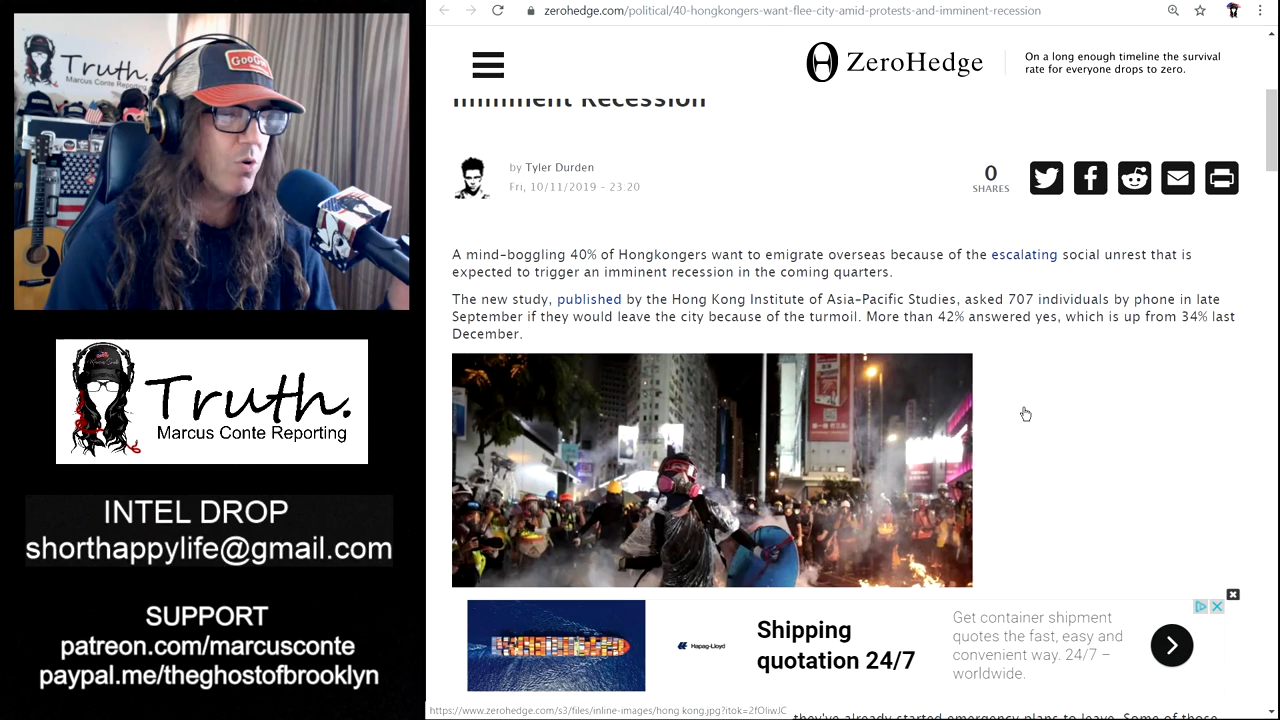 zerohedge.com/political/40-hongkongers-want-flee-city-amid-protests-and-imminent-recession
Truth.
Marcus Conte Reporting
ZeroHedge
On a long enough timeline the survival
rate for everyone drops to zero.
Imminent Recession
by Tyler Durden
Fri, 10/11/2019 - 23:20
0
SHARES
A mind-boggling 40% of Hongkongers want to emigrate overseas because of the escalating social unrest that is
expected to trigger an imminent recession in the coming quarters.
The new study, published by the Hong Kong Institute of Asia-Pacific Studies, asked 707 individuals by phone in late
September if they would leave the city because of the turmoil. More than 42% answered yes, which is up from 34% last
December.
Truth.
Marcus Conte Reporting
INTEL DROP
shorthappylife@gmail.com
SUPPORT
patreon.com/marcusconte
paypal.me/theghostofbrooklyn
Hapag-Lloyd
Shipping
quotation 24/7
Get container shipment
quotes the fast, easy and
convenient way. 24/7 –
worldwide.
https://www.zerohedge.com/s3/files/inline-images/hong kong.jpg?itok=2fOliwJC
they've already started emergency plans to leave. Some of those